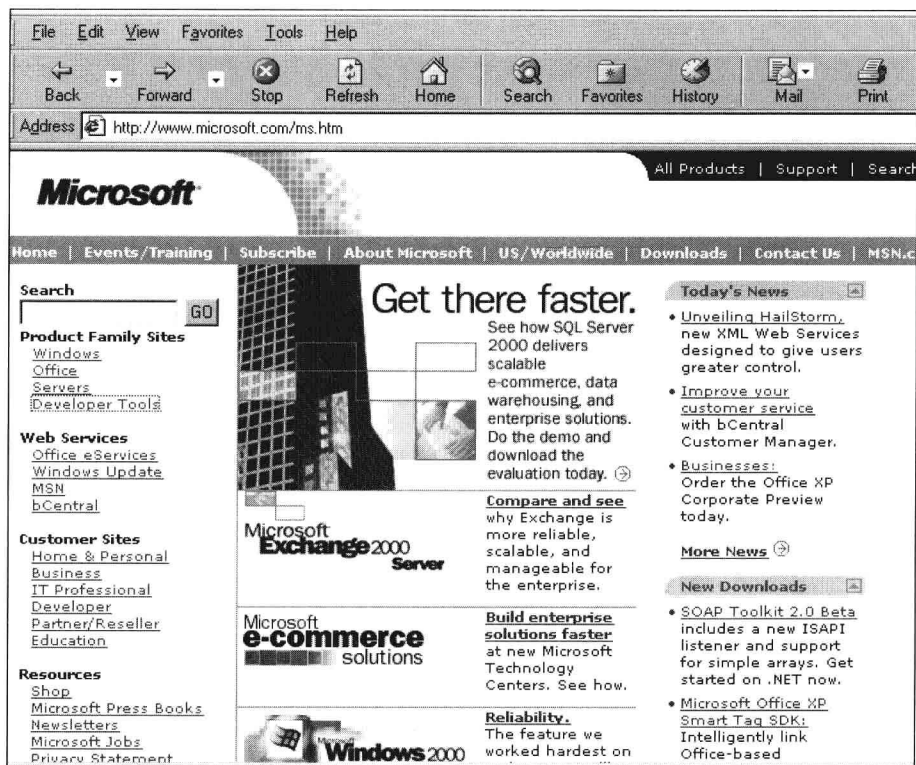 File Edit View Favorites Tools Help
Back Forward Stop Refresh Home Search Favorites History Mail Print
Address http://www.microsoft.com/ms.htm
All Products | Support | Search
Microsoft
Home | Events/Training | Subscribe | About Microsoft | US/Worldwide | Downloads | Contact Us | MSN.c
Search
GO
Product Family Sites
Windows
Office
Servers
Developer Tools
Web Services
Office eServices
Windows Update
MSN
bCentral
Customer Sites
Home & Personal
Business
IT Professional
Developer
Partner/Reseller
Education
Resources
Shop
Microsoft Press Books
Newsletters
Microsoft Jobs
Privacy Statement
Get there faster.
See how SQL Server
2000 delivers
scalable
e-commerce, data
warehousing, and
enterprise solutions.
Do the demo and
download the
evaluation today.
Microsoft
Exchange 2000
Server
Compare and see
why Exchange is
more reliable,
scalable, and
manageable for
the enterprise.
Microsoft
e-commerce
solutions
Build enterprise
solutions faster
at new Microsoft
Technology
Centers. See how.
Microsoft
Windows 2000
Reliability.
The feature we
worked hardest on
Today's News
• Unveiling HailStorm,
new XML Web Services
designed to give users
greater control.
• Improve your
customer service
with bCentral
Customer Manager.
• Businesses:
Order the Office XP
Corporate Preview
today.
More News
New Downloads
• SOAP Toolkit 2.0 Beta
includes a new ISAPI
listener and support
for simple arrays. Get
started on .NET now.
• Microsoft Office XP
Smart Tag SDK:
Intelligently link
Office-based